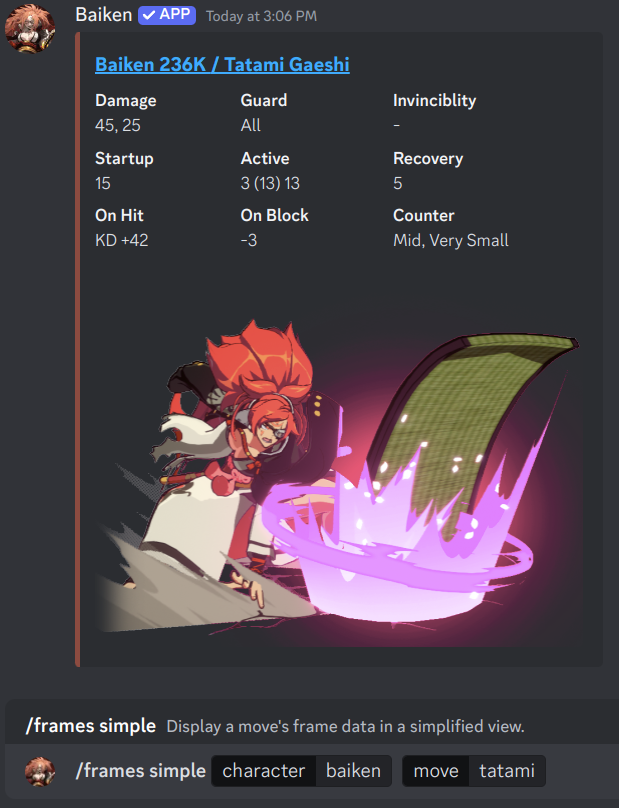 Baiken ✓ APP Today at 3:06 PM
Baiken 236K / Tatami Gaeshi
Damage Guard Invinciblity
45, 25 All -
Startup Active Recovery
15 3 (13) 13 5
On Hit On Block Counter
KD +42 -3 Mid, Very Small
/frames simple Display a move's frame data in a simplified view.
/frames simple character baiken move tatami